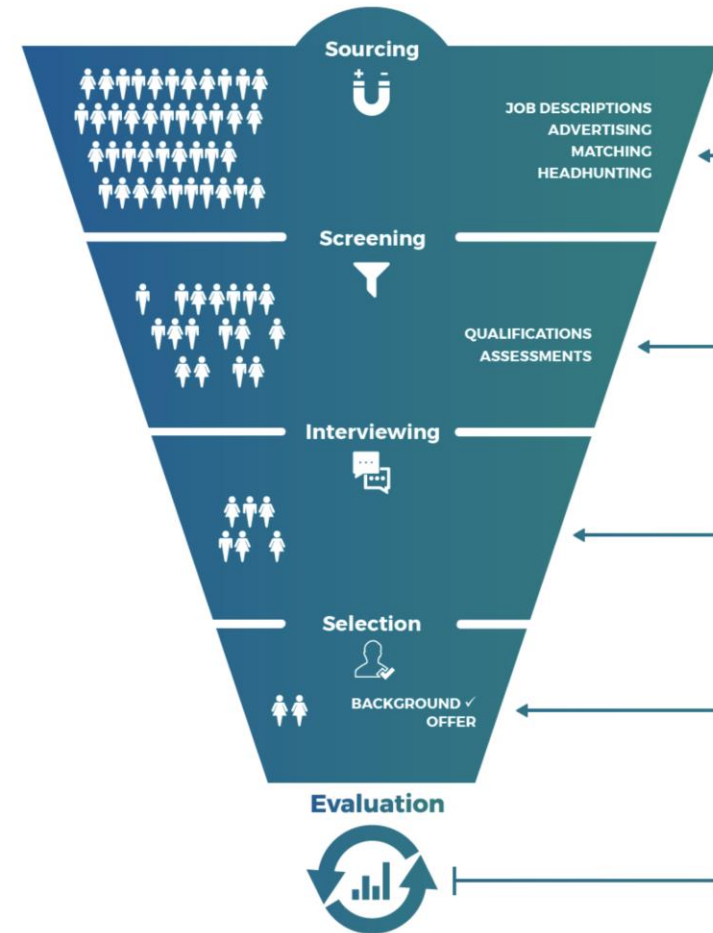 Sourcing
JOB DESCRIPTIONS
ADVERTISING
MATCHING
HEADHUNTING
Screening
QUALIFICATIONS
ASSESSMENTS
Interviewing
Selection
BACKGROUND ✓
OFFER
Evaluation